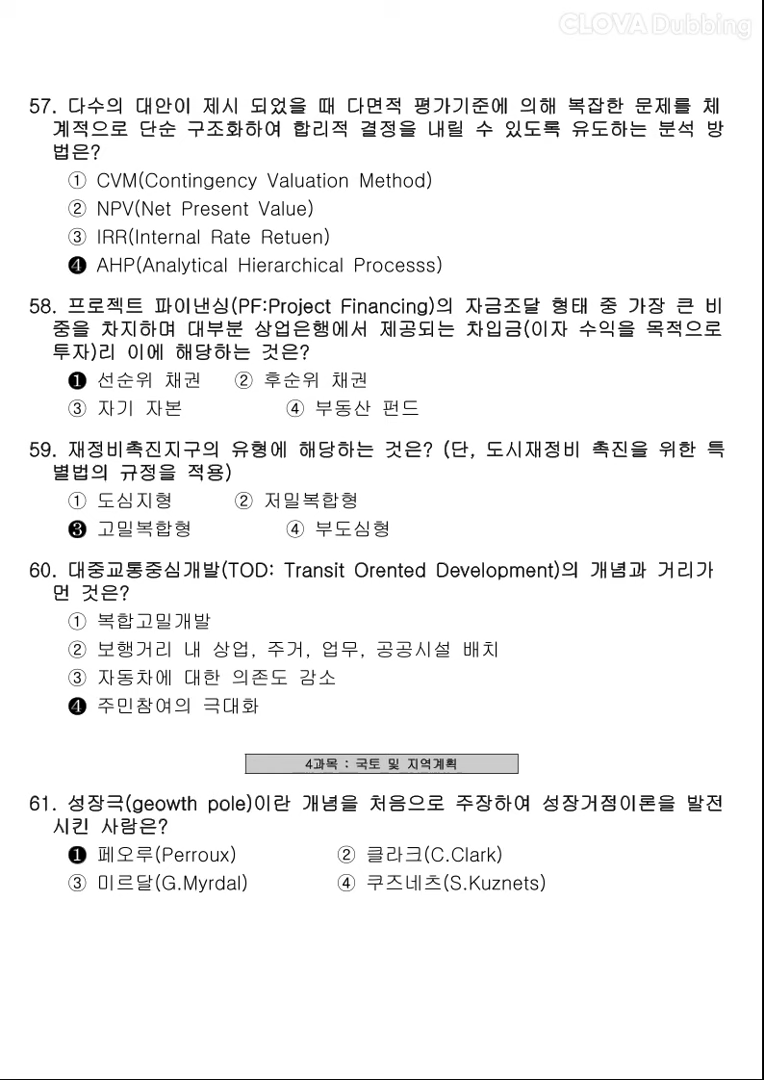 CLOVA Dubbing
57. 다수의 대안이 제시 되었을 때 다면적 평가기준에 의해 복잡한 문제를 체
계적으로 단순 구조화하여 합리적 결정을 내릴 수 있도록 유도하는 분석 방
법은?
① CVM(Contingency Valuation Method)
② NPV(Net Present Value)
③ IRR(Internal Rate Retuen)
❹ AHP(Analytical Hierarchical Processs)
58. 프로젝트 파이낸싱(PF:Project Financing)의 자금조달 형태 중 가장 큰 비
중을 차지하며 대부분 상업은행에서 제공되는 차입금(이자 수익을 목적으로
투자)리 이에 해당하는 것은?
❶ 선순위 채권 ② 후순위 채권
③ 자기 자본 ④ 부동산 펀드
59. 재정비촉진지구의 유형에 해당하는 것은? (단, 도시재정비 촉진을 위한 특
별법의 규정을 적용)
① 도심지형 ② 저밀복합형
❸ 고밀복합형 ④ 부도심형
60. 대중교통중심개발(TOD: Transit Orented Development)의 개념과 거리가
먼 것은?
① 복합고밀개발
② 보행거리 내 상업, 주거, 업무, 공공시설 배치
③ 자동차에 대한 의존도 감소
❹ 주민참여의 극대화
4과목 : 국토 및 지역계획
61. 성장극(geowth pole)이란 개념을 처음으로 주장하여 성장거점이론을 발전
시킨 사람은?
❶ 페오루(Perroux) ② 클라크(C.Clark)
③ 미르달(G.Myrdal) ④ 쿠즈네츠(S.Kuznets)